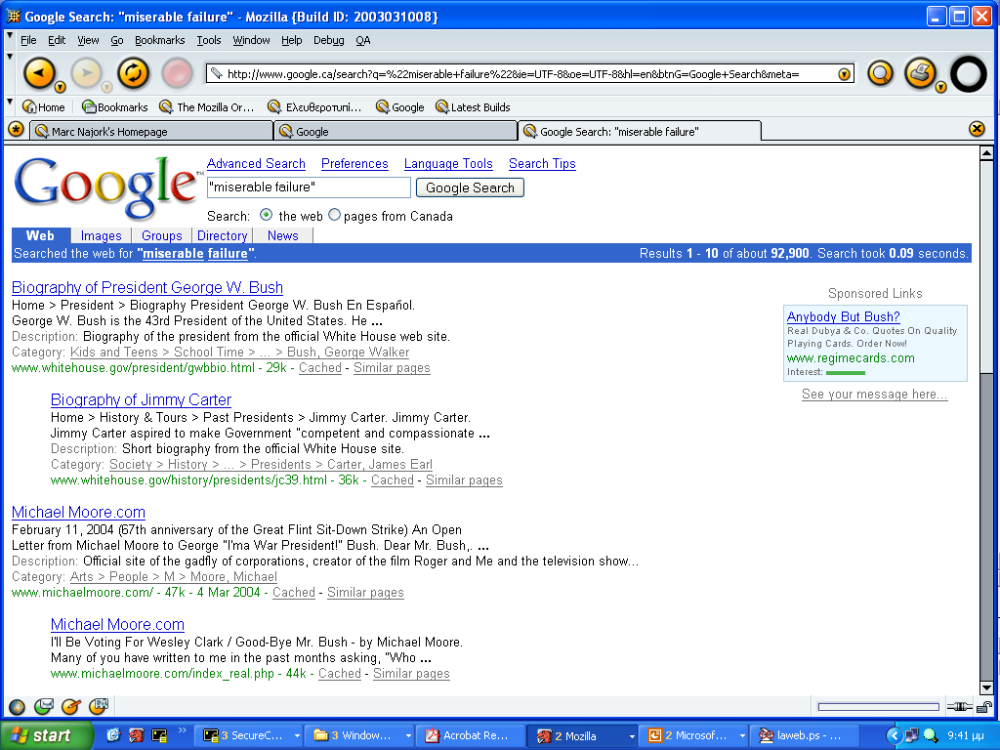 Google Search: "miserable failure" - Mozilla {Build ID: 2003031008}
File Edit View Go Bookmarks Tools Window Help Debug QA
http://www.google.ca/search?q=%22miserable+failure%22&ie=UTF-8&oe=UTF-8&hl=en&btnG=Google+Search&meta=
Home Bookmarks The Mozilla Or... Ελευθεροτυπί... Google Latest Builds
Marc Najork's Homepage Google Google Search: "miserable failure"
Google™
Advanced Search Preferences Language Tools Search Tips
"miserable failure" Google Search
Search: the web pages from Canada
Web Images Groups Directory News
Searched the web for "miserable failure". Results 1 - 10 of about 92,900. Search took 0.09 seconds.
Biography of President George W. Bush
Home > President > Biography President George W. Bush En Español.
George W. Bush is the 43rd President of the United States. He ...
Description: Biography of the president from the official White House web site.
Category: Kids and Teens > School Time > ... > Bush, George Walker
www.whitehouse.gov/president/gwbbio.html - 29k - Cached - Similar pages
Biography of Jimmy Carter
Home > History & Tours > Past Presidents > Jimmy Carter. Jimmy Carter.
Jimmy Carter aspired to make Government "competent and compassionate ...
Description: Short biography from the official White House site.
Category: Society > History > ... > Presidents > Carter, James Earl
www.whitehouse.gov/history/presidents/jc39.html - 36k - Cached - Similar pages
Michael Moore.com
February 11, 2004 (67th anniversary of the Great Flint Sit-Down Strike) An Open
Letter from Michael Moore to George "I'ma War President!" Bush. Dear Mr. Bush,. ...
Description: Official site of the gadfly of corporations, creator of the film Roger and Me and the television show...
Category: Arts > People > M > Moore, Michael
www.michaelmoore.com/ - 47k - 4 Mar 2004 - Cached - Similar pages
Michael Moore.com
I'll Be Voting For Wesley Clark / Good-Bye Mr. Bush - by Michael Moore.
Many of you have written to me in the past months asking, "Who ...
www.michaelmoore.com/index_real.php - 44k - Cached - Similar pages
Sponsored Links
Anybody But Bush?
Real Dubya & Co. Quotes On Quality
Playing Cards. Order Now!
www.regimecards.com
Interest:
See your message here...
start 3 SecureC... 3 Window... Acrobat Re... 2 Mozilla 2 Microsof... laweb.ps - ... 9:41 μμ